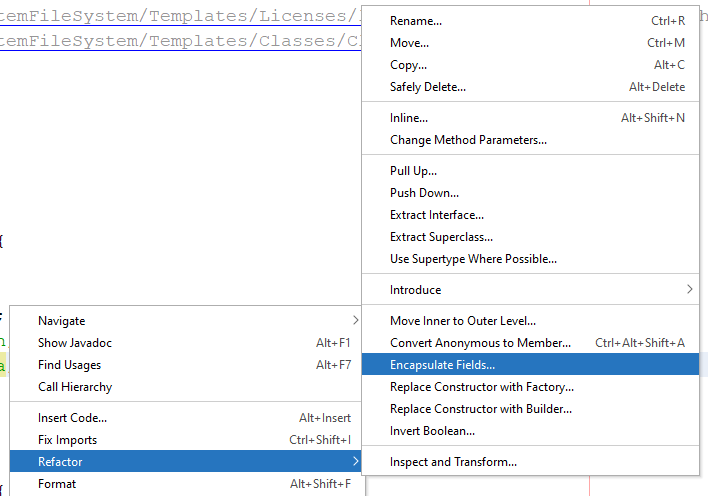 temFileSystem/Templates/Licenses/
temFileSystem/Templates/Classes/C
h
{
;
n
a
{
Navigate
Show Javadoc Alt+F1
Find Usages Alt+F7
Call Hierarchy
Insert Code... Alt+Insert
Fix Imports Ctrl+Shift+I
Refactor
Format Alt+Shift+F
Rename... Ctrl+R
Move... Ctrl+M
Copy... Alt+C
Safely Delete... Alt+Delete
Inline... Alt+Shift+N
Change Method Parameters...
Pull Up...
Push Down...
Extract Interface...
Extract Superclass...
Use Supertype Where Possible...
Introduce
Move Inner to Outer Level...
Convert Anonymous to Member... Ctrl+Alt+Shift+A
Encapsulate Fields...
Replace Constructor with Factory...
Replace Constructor with Builder...
Invert Boolean...
Inspect and Transform...